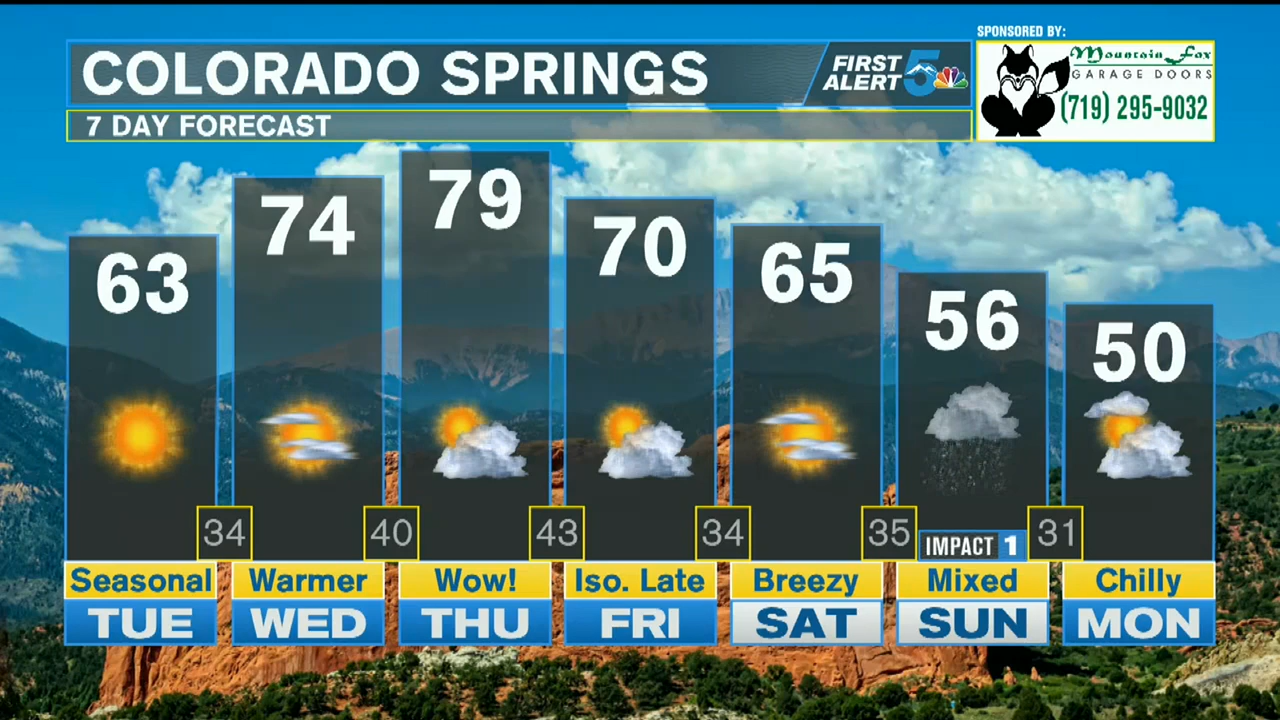 SPONSORED BY:
COLORADO SPRINGS
FIRST ALERT 5
Mountain Fox
GARAGE DOORS
(719) 295-9032
7 DAY FORECAST
63 74 79 70 65 56 50
34 40 43 34 35 31
IMPACT 1
Seasonal Warmer Wow! Iso. Late Breezy Mixed Chilly
TUE WED THU FRI SAT SUN MON